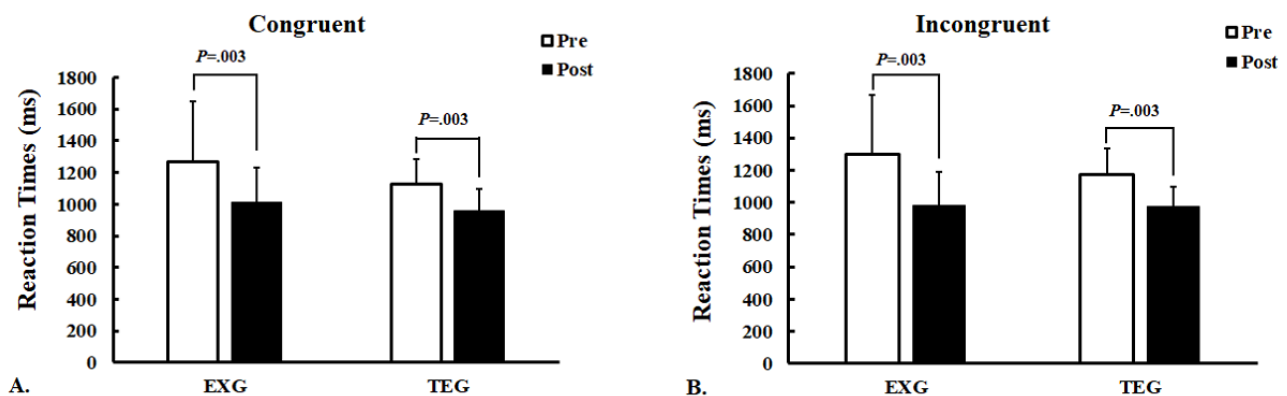 Congruent
Pre
Post
P=.003
P=.003
Reaction Times (ms)
1800
1600
1400
1200
1000
800
600
400
200
0
EXG
TEG
A.
Incongruent
Pre
Post
P=.003
P=.003
Reaction Times (ms)
1800
1600
1400
1200
1000
800
600
400
200
0
EXG
TEG
B.